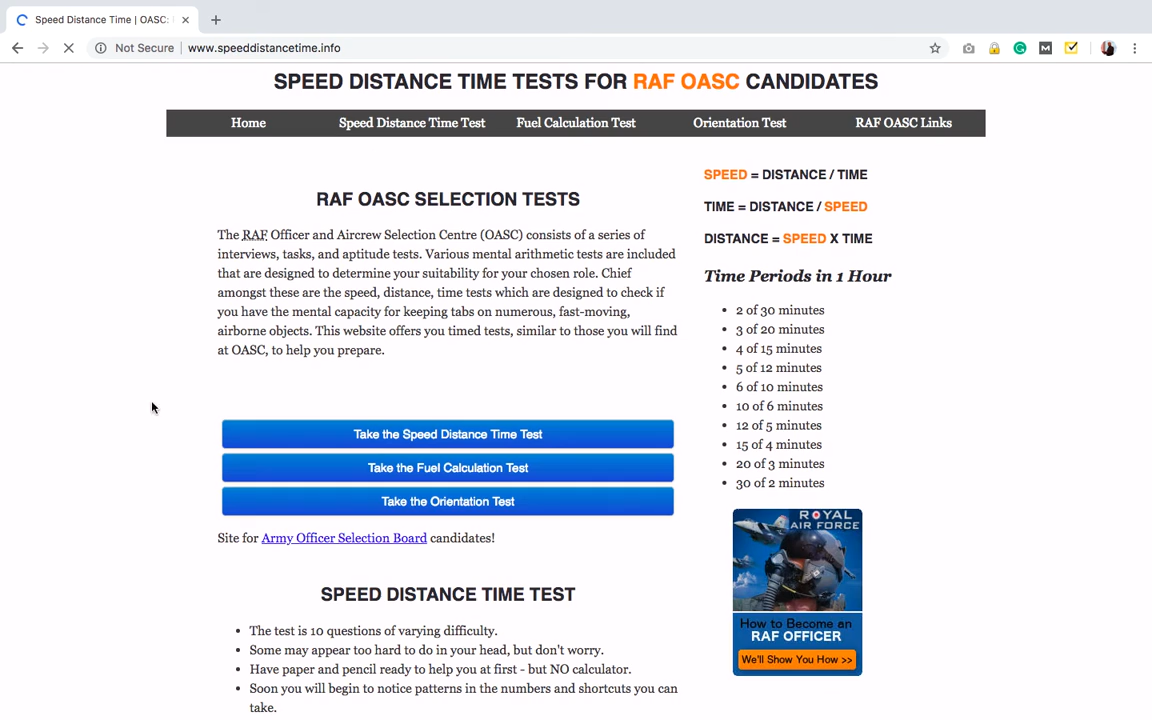 Speed Distance Time | OASC:
Not Secure | www.speeddistancetime.info
SPEED DISTANCE TIME TESTS FOR RAF OASC CANDIDATES
Home Speed Distance Time Test Fuel Calculation Test Orientation Test RAF OASC Links
RAF OASC SELECTION TESTS
The RAF Officer and Aircrew Selection Centre (OASC) consists of a series of
interviews, tasks, and aptitude tests. Various mental arithmetic tests are included
that are designed to determine your suitability for your chosen role. Chief
amongst these are the speed, distance, time tests which are designed to check if
you have the mental capacity for keeping tabs on numerous, fast-moving,
airborne objects. This website offers you timed tests, similar to those you will find
at OASC, to help you prepare.
Take the Speed Distance Time Test
Take the Fuel Calculation Test
Take the Orientation Test
Site for Army Officer Selection Board candidates!
SPEED DISTANCE TIME TEST
• The test is 10 questions of varying difficulty.
• Some may appear too hard to do in your head, but don't worry.
• Have paper and pencil ready to help you at first - but NO calculator.
• Soon you will begin to notice patterns in the numbers and shortcuts you can
take.
SPEED = DISTANCE / TIME
TIME = DISTANCE / SPEED
DISTANCE = SPEED X TIME
Time Periods in 1 Hour
• 2 of 30 minutes
• 3 of 20 minutes
• 4 of 15 minutes
• 5 of 12 minutes
• 6 of 10 minutes
• 10 of 6 minutes
• 12 of 5 minutes
• 15 of 4 minutes
• 20 of 3 minutes
• 30 of 2 minutes
ROYAL
AIR FORCE
How to Become an
RAF OFFICER
We'll Show You How >>